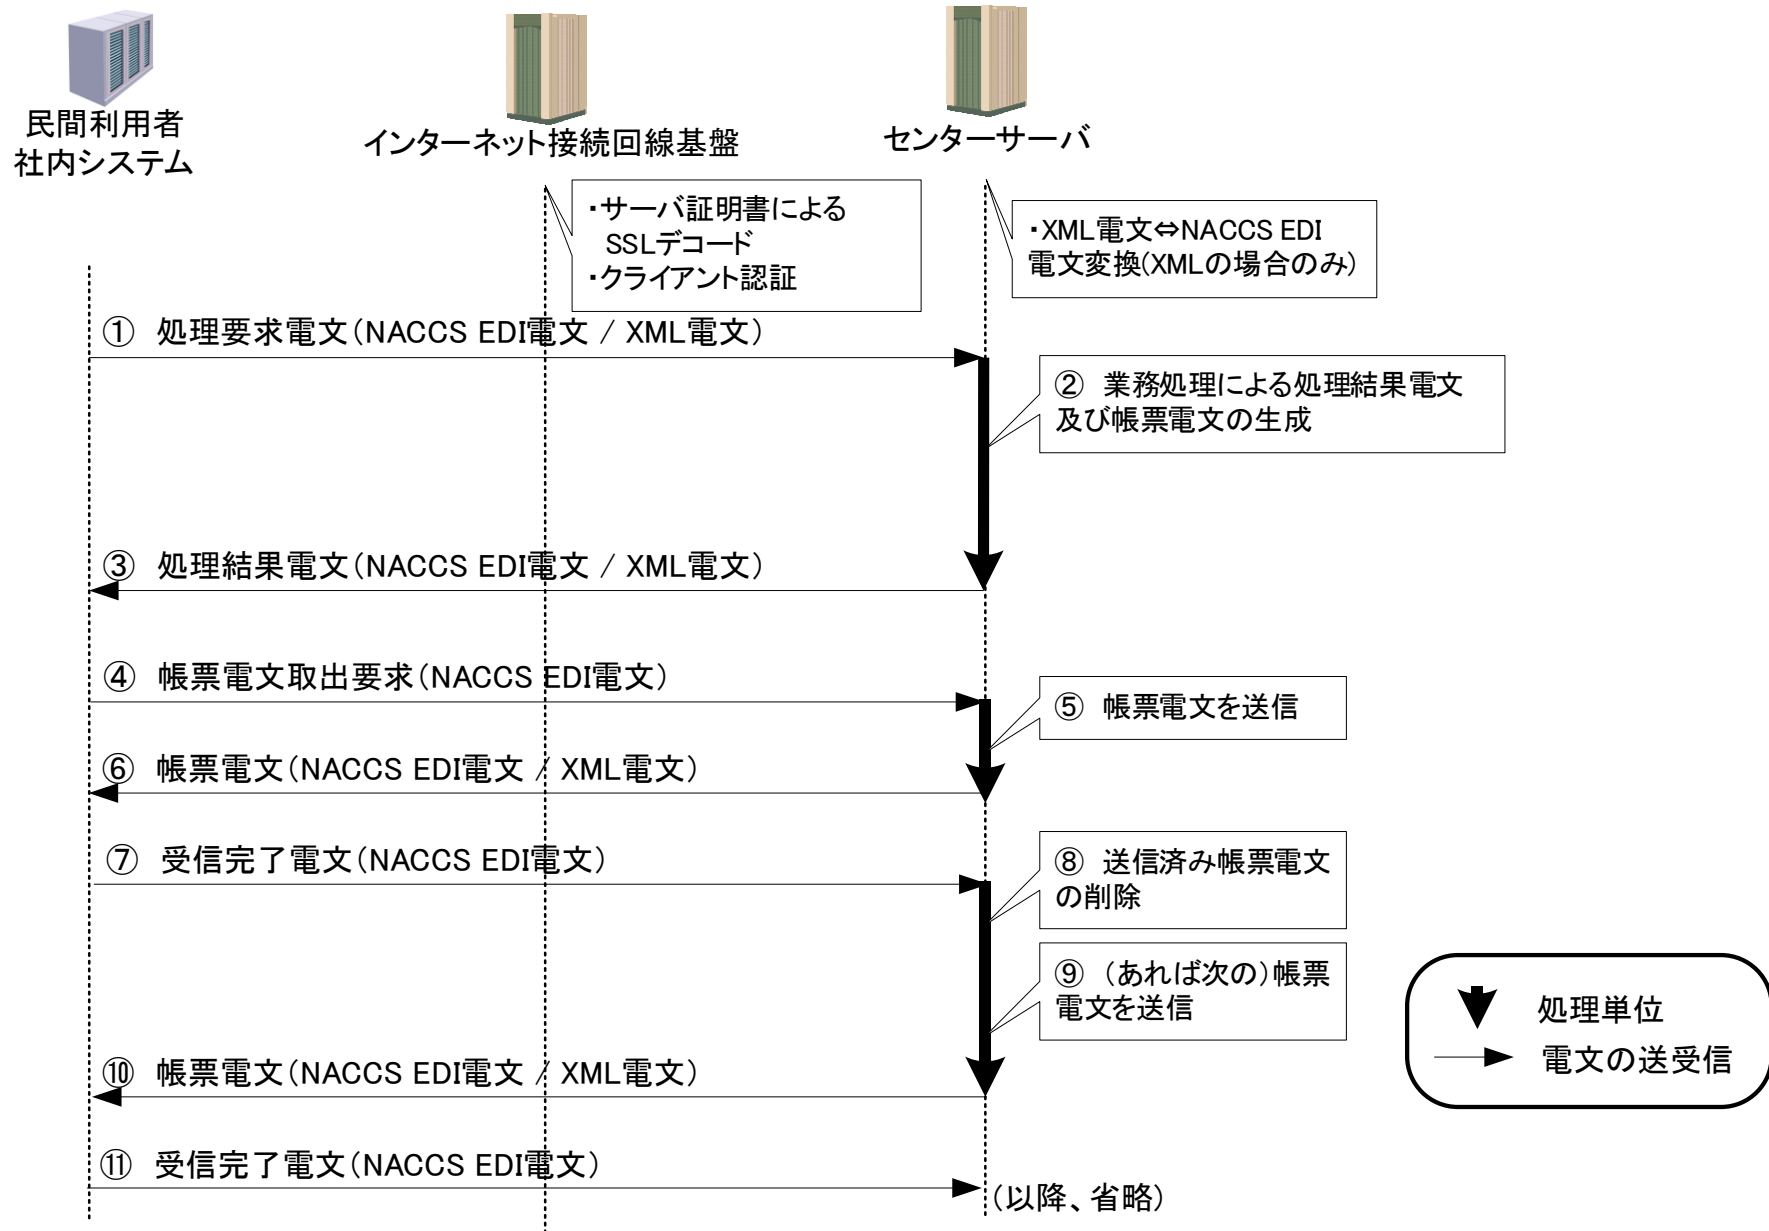 民間利用者
社内システム
インターネット接続回線基盤
センターサーバ
・サーバ証明書による
SSLデコード
・クライアント認証
・XML電文⇔NACCS EDI
電文変換(XMLの場合のみ)
① 処理要求電文(NACCS EDI電文 / XML電文)
② 業務処理による処理結果電文
及び帳票電文の生成
③ 処理結果電文(NACCS EDI電文 / XML電文)
④ 帳票電文取出要求(NACCS EDI電文)
⑤ 帳票電文を送信
⑥ 帳票電文(NACCS EDI電文 / XML電文)
⑦ 受信完了電文(NACCS EDI電文)
⑧ 送信済み帳票電文
の削除
⑨ (あれば次の)帳票
電文を送信
⑩ 帳票電文(NACCS EDI電文 / XML電文)
⑪ 受信完了電文(NACCS EDI電文)
(以降、省略)
処理単位
電文の送受信